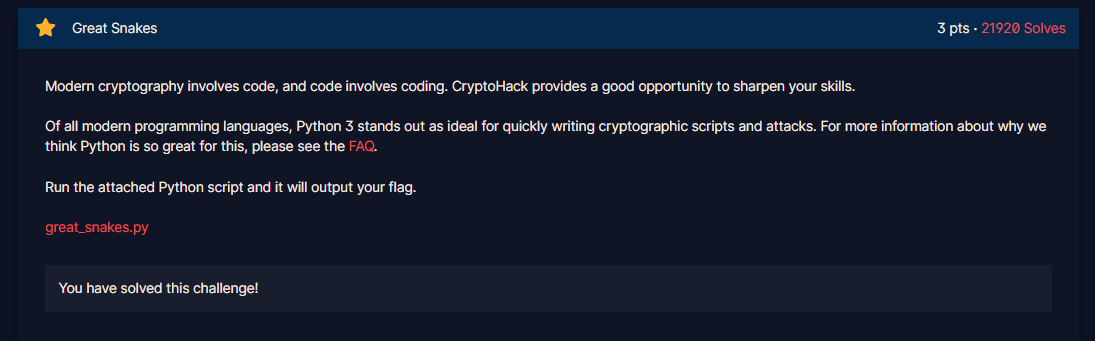 Great Snakes
3 pts · 21920 Solves
Modern cryptography involves code, and code involves coding. CryptoHack provides a good opportunity to sharpen your skills.
Of all modern programming languages, Python 3 stands out as ideal for quickly writing cryptographic scripts and attacks. For more information about why we
think Python is so great for this, please see the FAQ.
Run the attached Python script and it will output your flag.
great_snakes.py
You have solved this challenge!